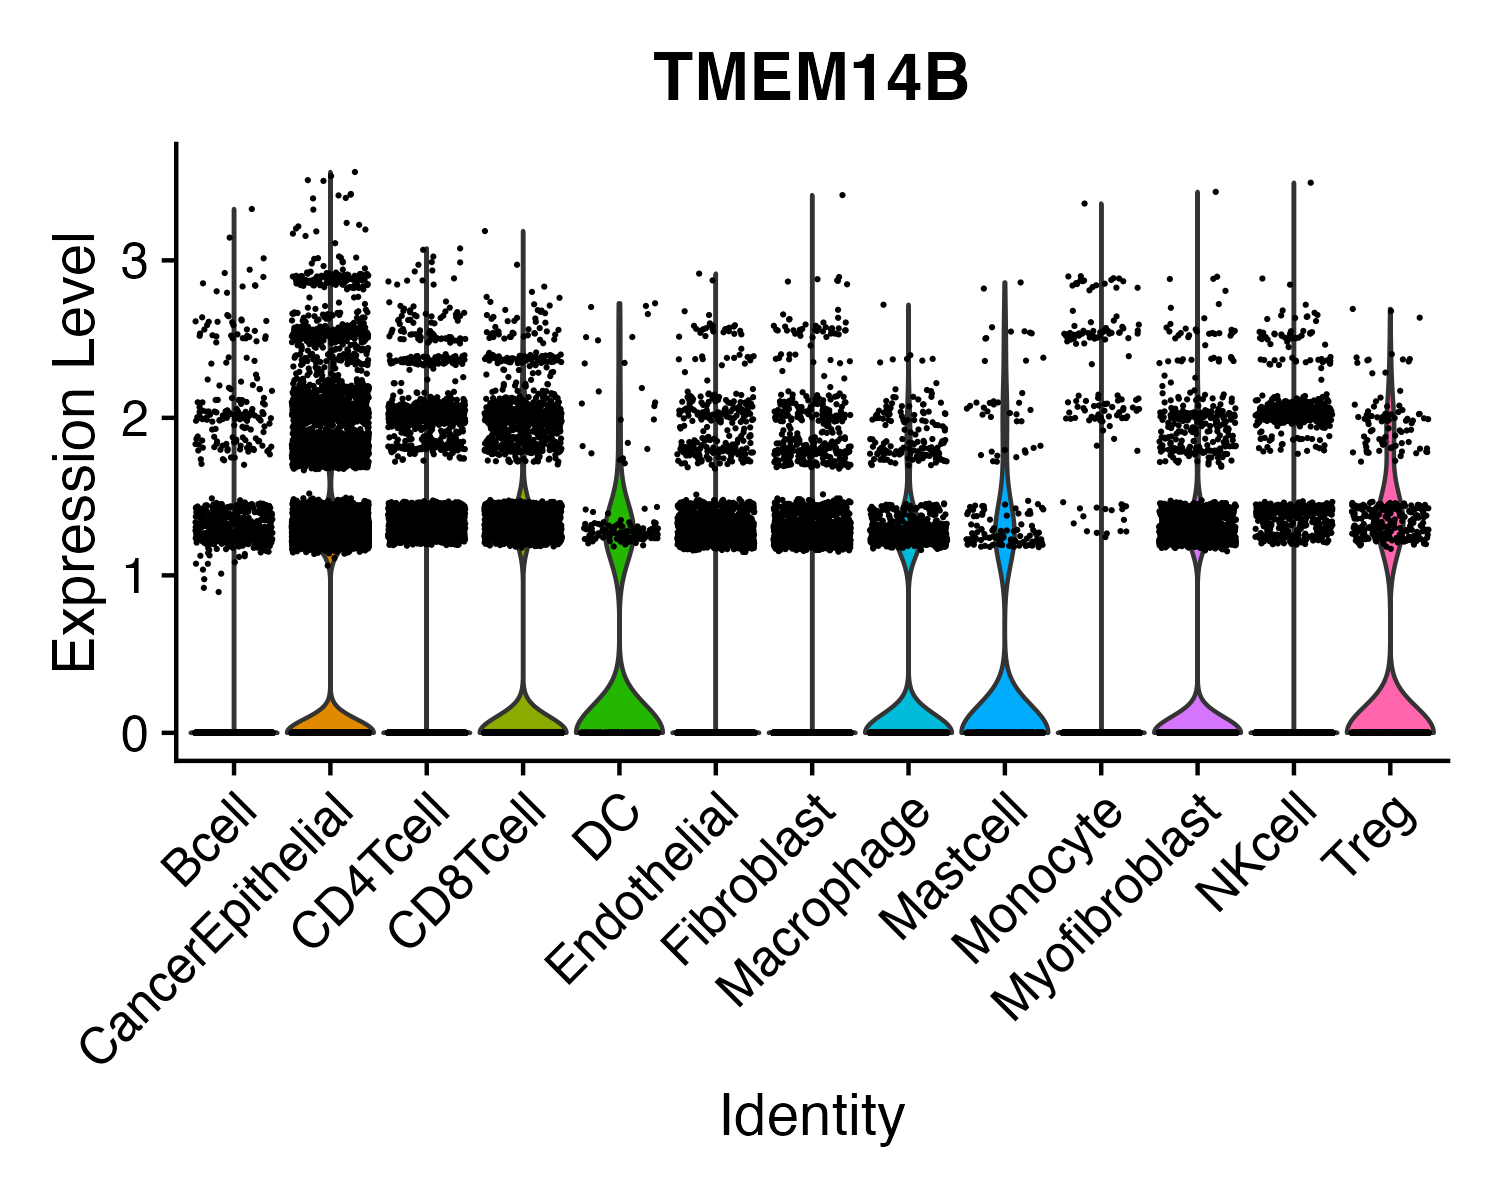 TMEM14B
Expression Level
3
2
1
0
Bcell
CancerEpithelial
CD4Tcell
CD8Tcell
DC
Endothelial
Fibroblast
Macrophage
Mastcell
Monocyte
Myofibroblast
NKcell
Treg
Identity